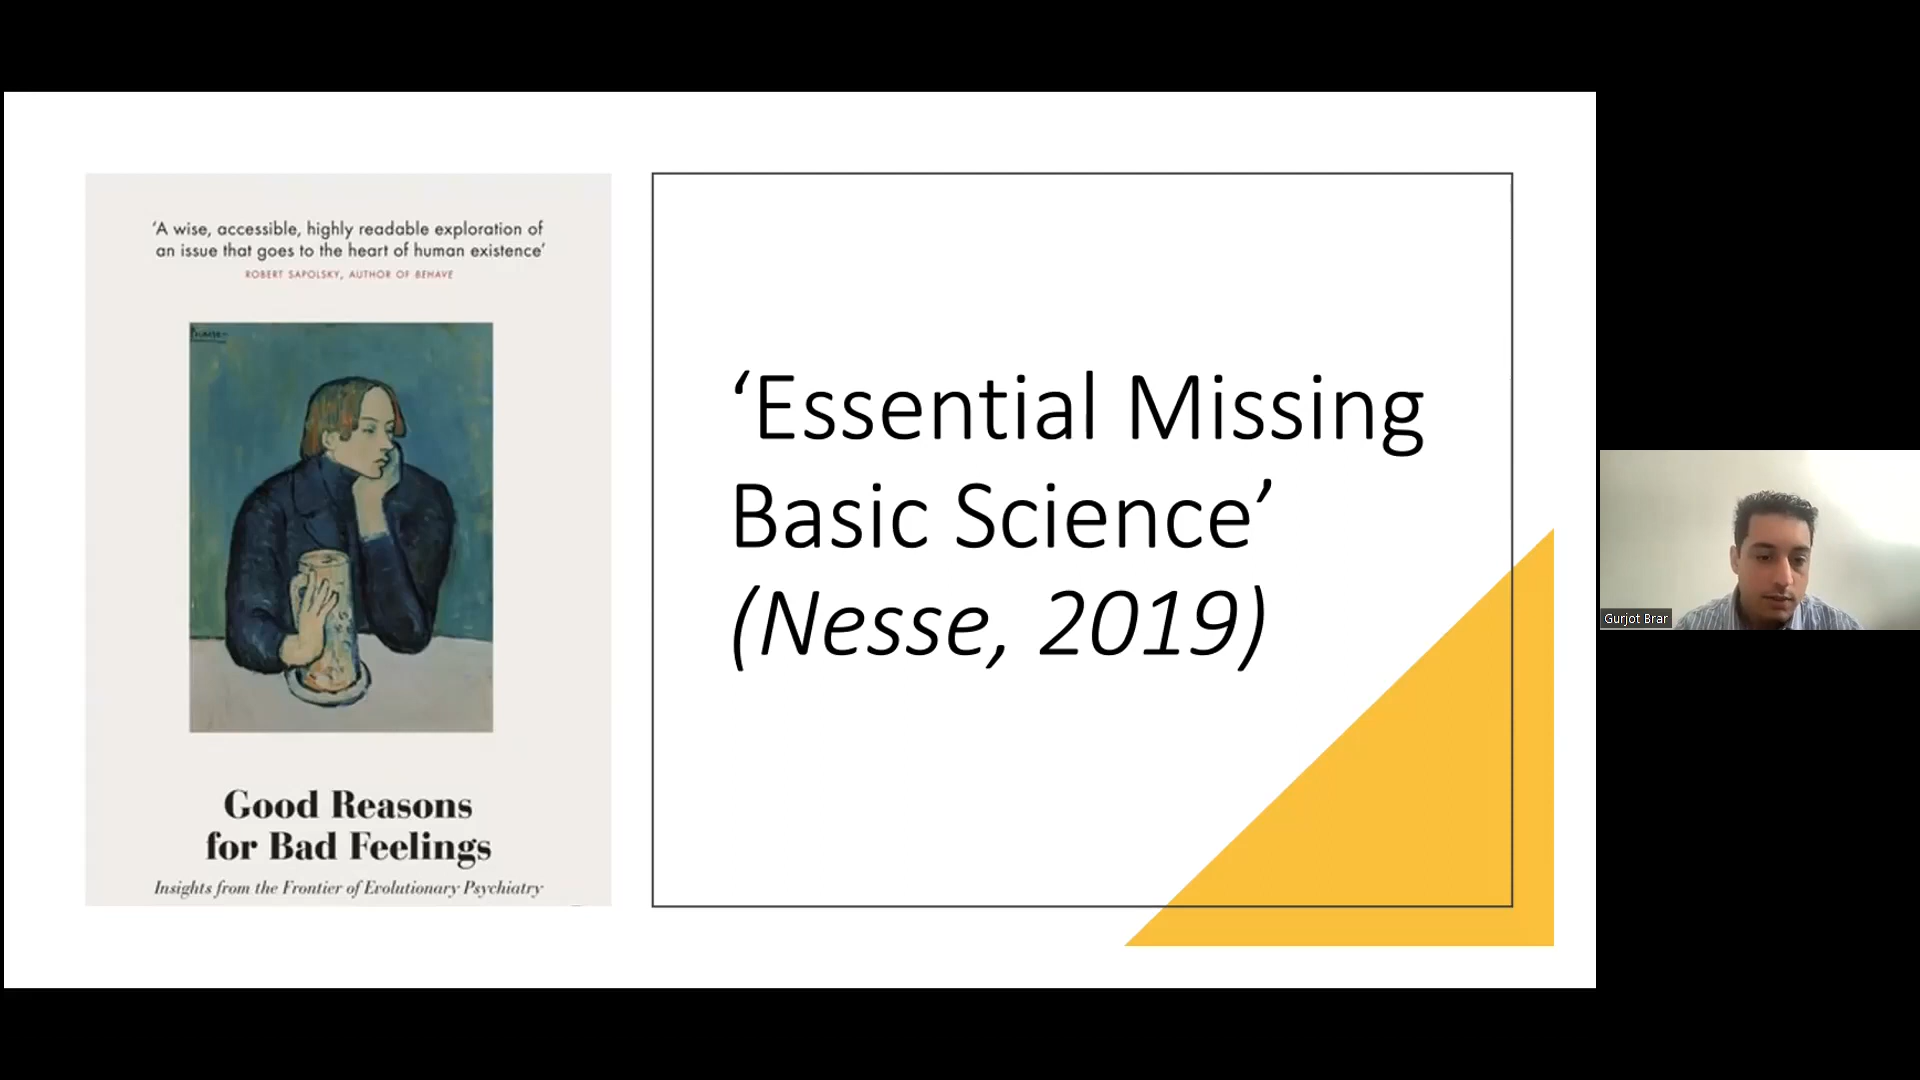 ‘A wise, accessible, highly readable exploration of
an issue that goes to the heart of human existence’
ROBERT SAPOLSKY, AUTHOR OF BEHAVE
Picasso
Good Reasons
for Bad Feelings
Insights from the Frontier of Evolutionary Psychiatry
‘Essential Missing
Basic Science’
(Nesse, 2019)
Gurjot Brar